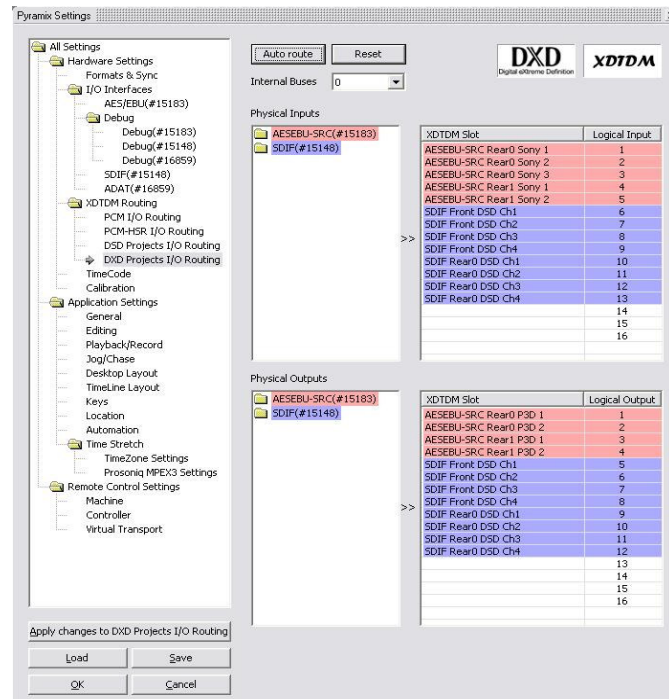 Pyramix Settings
All Settings
Hardware Settings
Formats & Sync
I/O Interfaces
AES/EBU(#15183)
Debug
Debug(#15183)
Debug(#15148)
Debug(#16859)
SDIF(#15148)
ADAT(#16859)
XDTDM Routing
PCM I/O Routing
PCM-HSR I/O Routing
DSD Projects I/O Routing
DXD Projects I/O Routing
TimeCode
Calibration
Application Settings
General
Editing
Playback/Record
Jog/Chase
Desktop Layout
TimeLine Layout
Keys
Location
Automation
Time Stretch
TimeZone Settings
Prosoniq MPEX3 Settings
Remote Control Settings
Machine
Controller
Virtual Transport
Apply changes to DXD Projects I/O Routing
Load Save
OK Cancel
Auto route Reset
Internal Buses 0
DXD
Digital eXtreme Definition
XDTDM
Physical Inputs
AESEBU-SRC(#15183)
SDIF(#15148)
>>
XDTDM Slot Logical Input
AESEBU-SRC Rear0 Sony 1 1
AESEBU-SRC Rear0 Sony 2 2
AESEBU-SRC Rear0 Sony 3 3
AESEBU-SRC Rear1 Sony 1 4
AESEBU-SRC Rear1 Sony 2 5
SDIF Front DSD Ch1 6
SDIF Front DSD Ch2 7
SDIF Front DSD Ch3 8
SDIF Front DSD Ch4 9
SDIF Rear0 DSD Ch1 10
SDIF Rear0 DSD Ch2 11
SDIF Rear0 DSD Ch3 12
SDIF Rear0 DSD Ch4 13
14
15
16
Physical Outputs
AESEBU-SRC(#15183)
SDIF(#15148)
>>
XDTDM Slot Logical Output
AESEBU-SRC Rear0 P3D 1 1
AESEBU-SRC Rear0 P3D 2 2
AESEBU-SRC Rear1 P3D 1 3
AESEBU-SRC Rear1 P3D 2 4
SDIF Front DSD Ch1 5
SDIF Front DSD Ch2 6
SDIF Front DSD Ch3 7
SDIF Front DSD Ch4 8
SDIF Rear0 DSD Ch1 9
SDIF Rear0 DSD Ch2 10
SDIF Rear0 DSD Ch3 11
SDIF Rear0 DSD Ch4 12
13
14
15
16